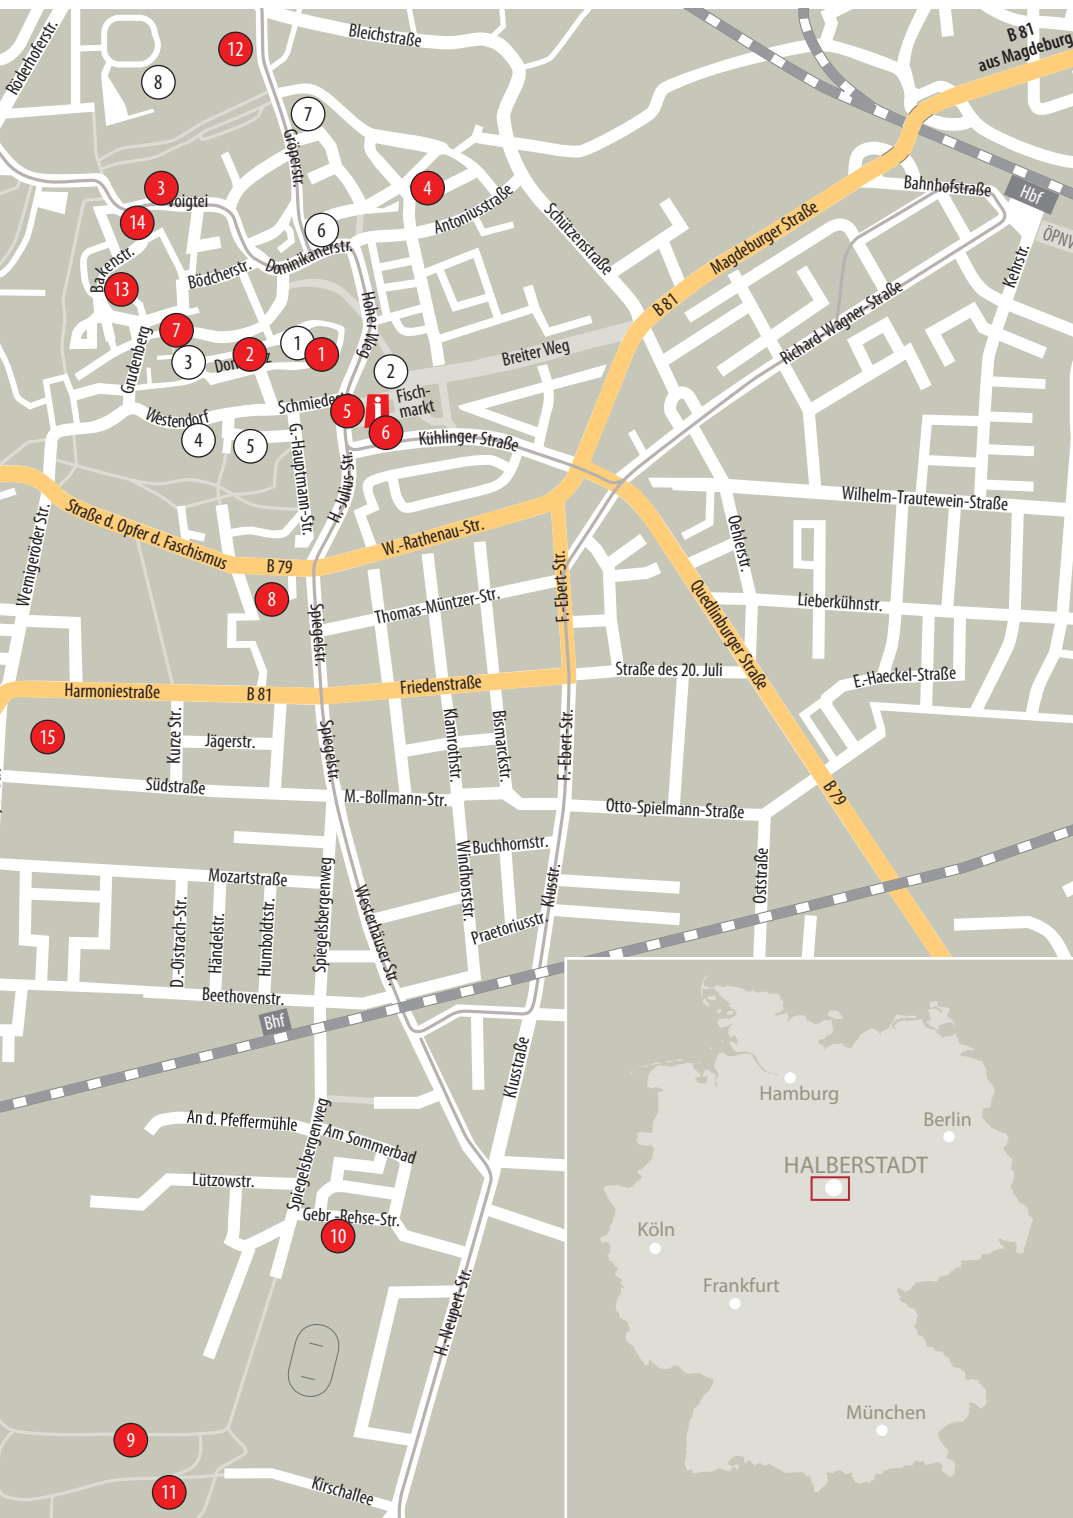 Röderhoferstr.
Bleichstraße
B 81
aus Magdeburg
12
8
7
Gröperstr.
3
Voigtei
4
Antoniusstraße
14
6
Dominikanerstr.
Schützenstraße
Bahnhofstraße
Hbf
ÖPNV
Kehrstr.
Magdeburger Straße
B 81
Bakenstr.
13
Bödcherstr.
Hoher Weg
Richard-Wagner-Straße
7
Grudenberg
3
2
1
1
Breiter Weg
2
Fisch-
markt
Westendorf
5
i
6
4
5
Kühlinger Straße
G.-Hauptmann-Str.
H.-Julius-Str.
Wilhelm-Trautewein-Straße
Straße d. Opfer d. Faschismus
B 79
W.-Rathenau-Str.
Oehlerstr.
Wernigeröder Str.
8
Spiegelstr.
Thomas-Müntzer-Str.
F.-Ebert-Str.
Quedlinburger Straße
Lieberkühnstr.
Harmoniestraße
B 81
Friedenstraße
Straße des 20. Juli
E.-Haeckel-Straße
15
Kurze Str.
Jägerstr.
Spiegelstr.
Klamrothstr.
Bismarckstr.
F.-Ebert-Str.
B 79
Südstraße
M.-Bollmann-Str.
Otto-Spielmann-Straße
Mozartstraße
Windhorststr.
Buchhornstr.
Klusstr.
Oststraße
D.-Oistrach-Str.
Händelstr.
Humboldtstr.
Spiegelsbergenweg
Westerhäuser Str.
Praetoriusstr.
Beethovenstr.
Bhf
Klusstraße
An d. Pfeffermühle
Am Sommerbad
Lützowstr.
Spiegelsbergenweg
Gebr.-Rehse-Str.
10
H.-Neupert-Str.
9
11
Kirschallee
Hamburg
Berlin
HALBERSTADT
Köln
Frankfurt
München